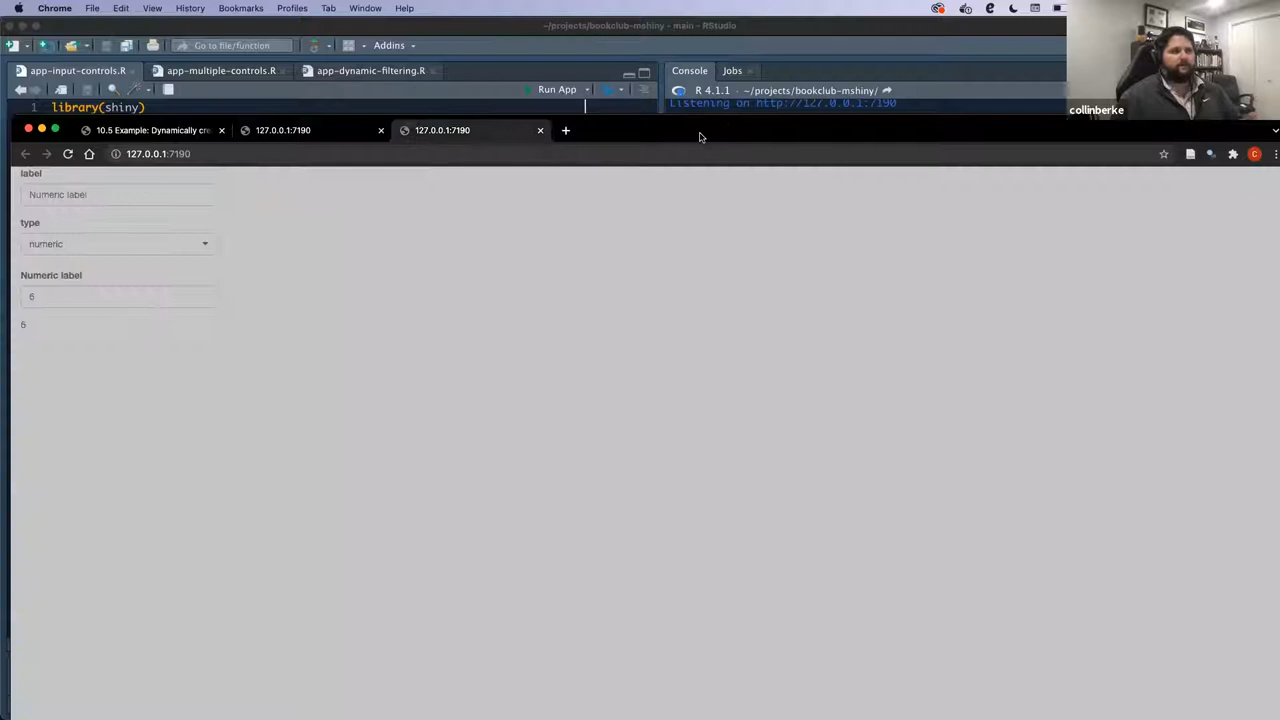 Chrome File Edit View History Bookmarks Profiles Tab Window Help
~/projects/bookclub-mshiny - main - RStudio
Go to file/function Addins
app-input-controls.R app-multiple-controls.R app-dynamic-filtering.R Console Jobs
Run App R 4.1.1 · ~/projects/bookclub-mshiny/
1 library(shiny) Listening on http://127.0.0.1:7190
collinberke
10.5 Example: Dynamically cre 127.0.0.1:7190 127.0.0.1:7190
127.0.0.1:7190
C
label
Numeric label
type
numeric
Numeric label
6